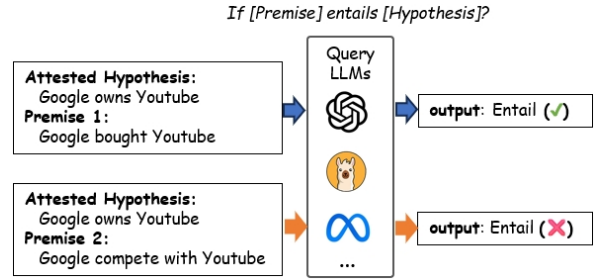 If [Premise] entails [Hypothesis]?
Query
LLMs
Attested Hypothesis:
Google owns Youtube
Premise 1:
Google bought Youtube
output: Entail (✓)
Attested Hypothesis:
Google owns Youtube
Premise 2:
Google compete with Youtube
output: Entail (❌)
...